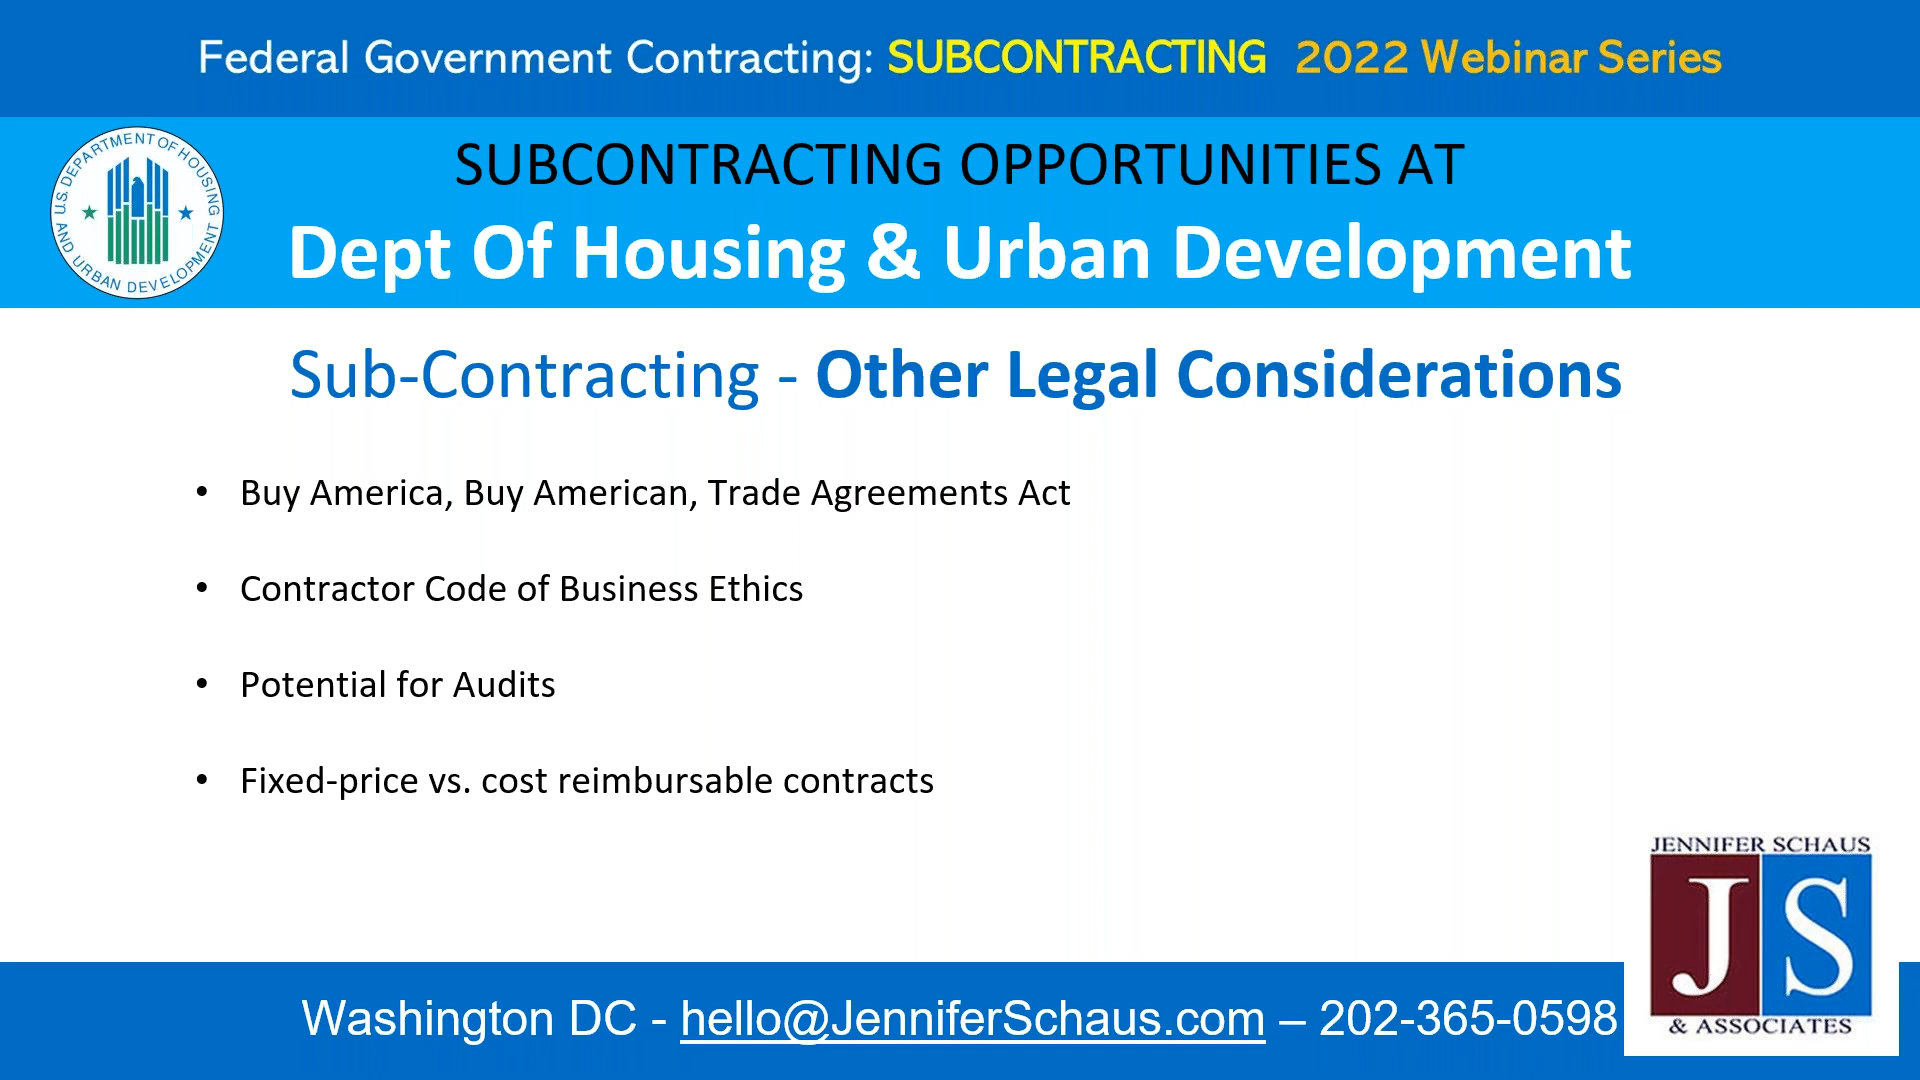 Federal Government Contracting: SUBCONTRACTING 2022 Webinar Series
U.S. DEPARTMENT OF HOUSING AND URBAN DEVELOPMENT
SUBCONTRACTING OPPORTUNITIES AT
Dept Of Housing & Urban Development
Sub-Contracting - Other Legal Considerations
• Buy America, Buy American, Trade Agreements Act
• Contractor Code of Business Ethics
• Potential for Audits
• Fixed-price vs. cost reimbursable contracts
JENNIFER SCHAUS
JS
& ASSOCIATES
Washington DC - hello@JenniferSchaus.com – 202-365-0598